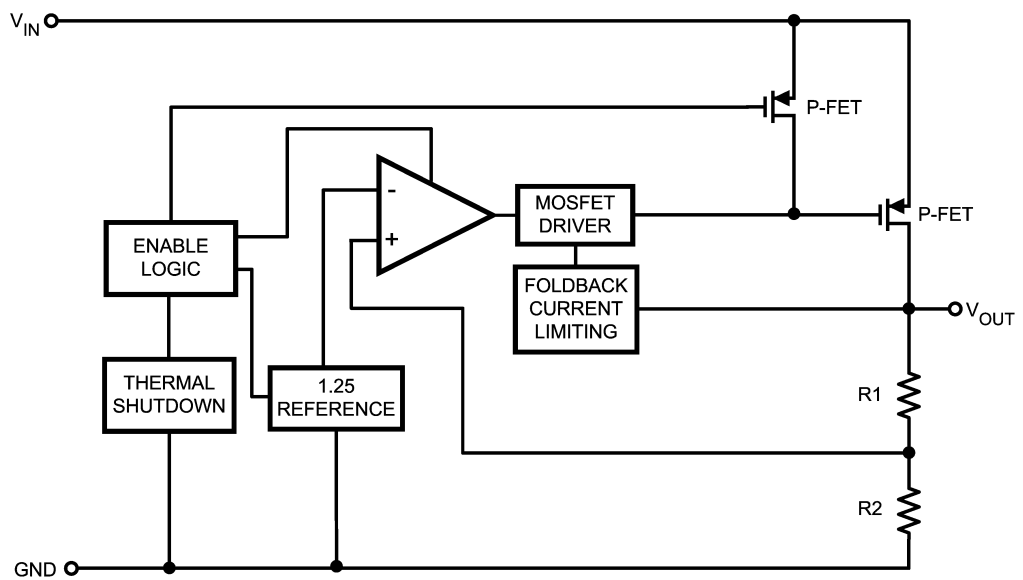 VIN
P-FET
P-FET
-
+
MOSFET
DRIVER
ENABLE
LOGIC
FOLDBACK
CURRENT
LIMITING
VOUT
THERMAL
SHUTDOWN
1.25
REFERENCE
R1
R2
GND